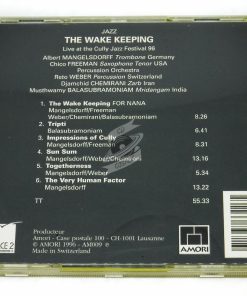 JAZZ
THE WAKE KEEPING
Live at the Cully Jazz Festival 96
Albert MANGELSDORFF Trombone Germany
Chico FREEMAN Saxophone Tenor USA
Percussion Orchestra
Reto WEBER Percussion Switzerland
Djamchid CHEMIRANI Zarb Iran
Musthwamy BALASUBRAMONIAM Mridangam India
1. The Wake Keeping FOR NANA
Mangelsdorff/Freeman
Weber/Chemirani/Balasubramoniam 8.26
2. Tripti
Balasubramoniam 6.41
3. Impressions of Cully
Mangelsdorff/Freeman 8.31
4. Sun Sum
Mangelsdorff/Weber/Chemirani 13.16
5. Togetherness
Mangelsdorff/Weber 5.34
6. The Very Human Factor
Mangelsdorff 13.22
TT 55.33
Producteur
Amori - Case postale 100 - CH-1001 Lausanne
© AMORI 1996 - AM009
Made in Switzerland
AMORI